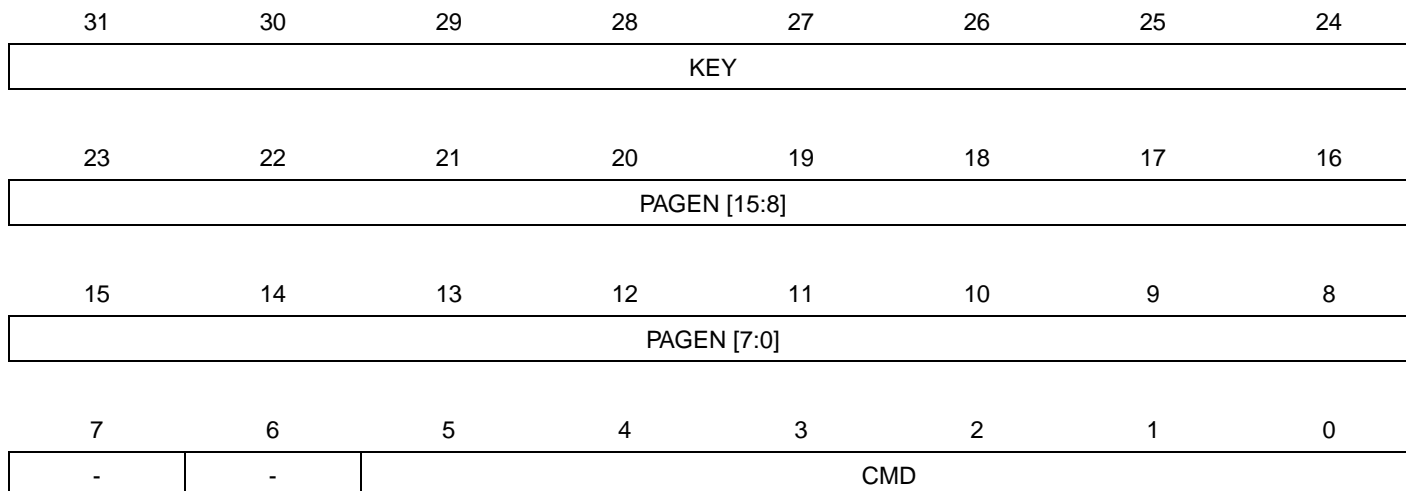 31 30 29 28 27 26 25 24
KEY
23 22 21 20 19 18 17 16
PAGEN [15:8]
15 14 13 12 11 10 9 8
PAGEN [7:0]
7 6 5 4 3 2 1 0
- - CMD